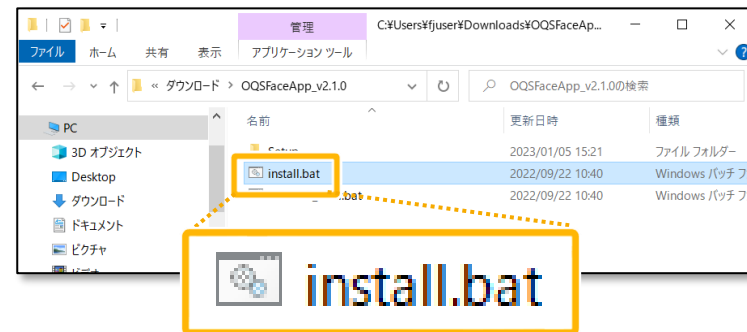 管理
C:¥Users¥fjuser¥Downloads¥OQSFaceAp...
ファイル ホーム 共有 表示 アプリケーション ツール
« ダウンロード > OQSFaceApp_v2.1.0
OQSFaceApp_v2.1.0の検索
名前 更新日時 種類
PC
3D オブジェクト
Desktop
ダウンロード
ドキュメント
ピクチャ
2023/01/05 15:21 ファイル フォルダー
install.bat 2022/09/22 10:40 Windows バッチ フ
.bat 2022/09/22 10:40 Windows バッチ フ
install.bat